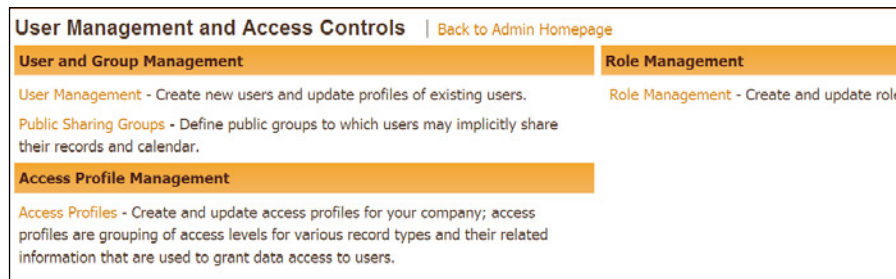 User Management and Access Controls | Back to Admin Homepage
User and Group Management
User Management - Create new users and update profiles of existing users.
Public Sharing Groups - Define public groups to which users may implicitly share
their records and calendar.
Access Profile Management
Access Profiles - Create and update access profiles for your company; access
profiles are grouping of access levels for various record types and their related
information that are used to grant data access to users.
Role Management
Role Management - Create and update role